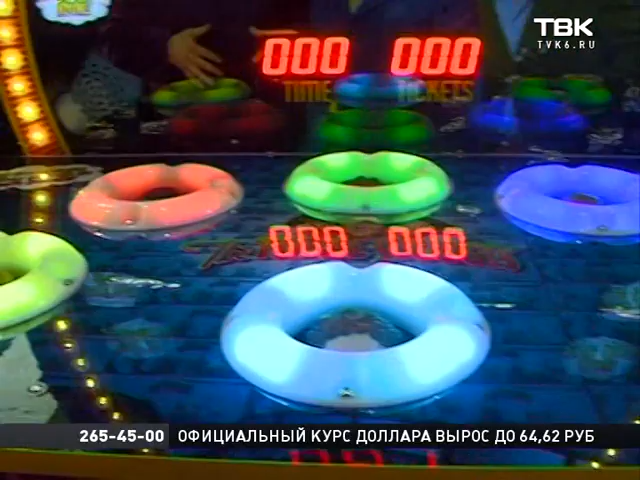 ТВК
TVK6.RU
000 000
TIME TICKETS
000 000
265-45-00 ОФИЦИАЛЬНЫЙ КУРС ДОЛЛАРА ВЫРОС ДО 64,62 РУБ